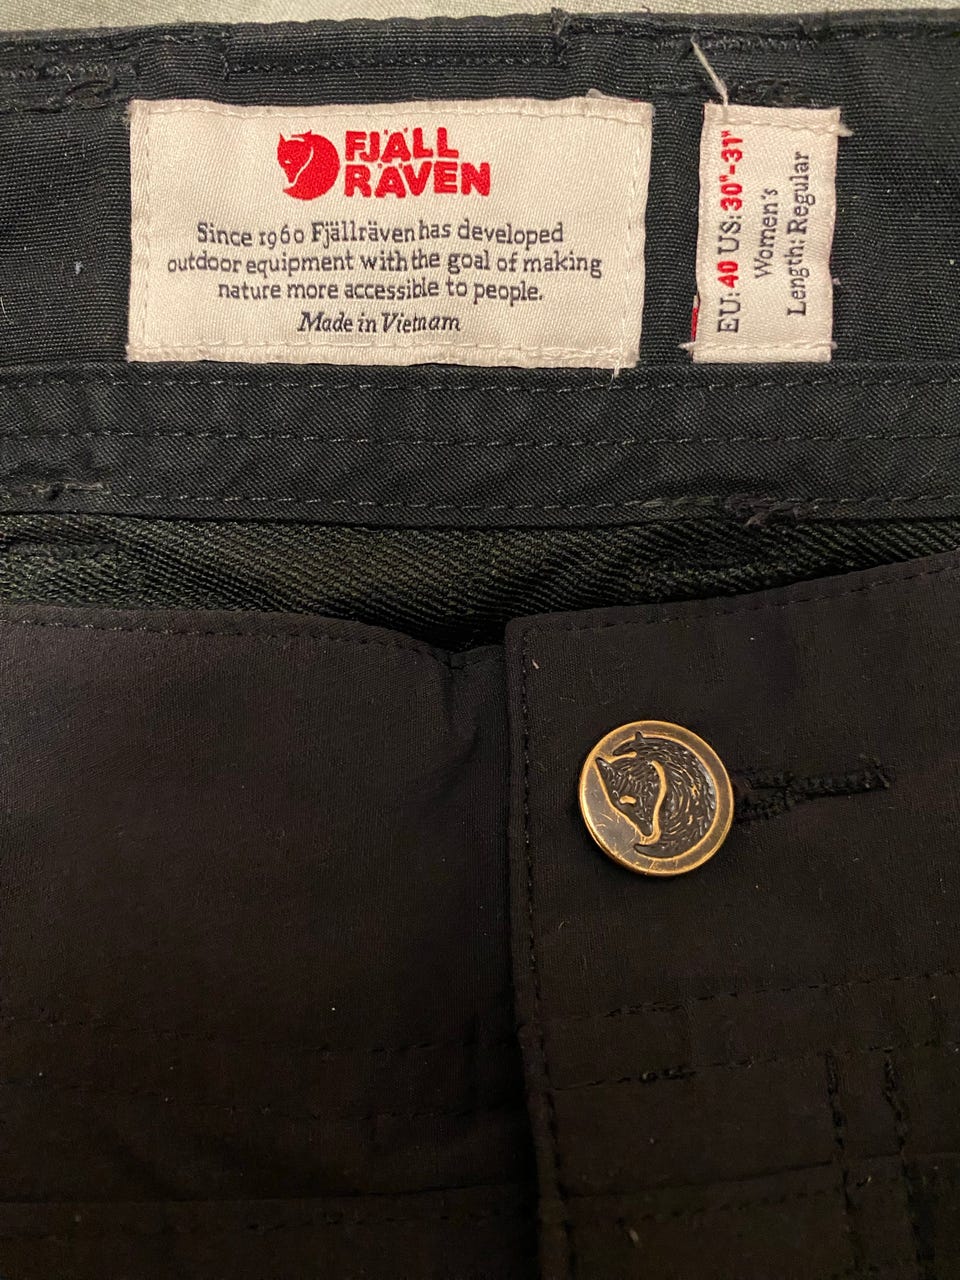 FJÄLL
RÄVEN
Since 1960 Fjällräven has developed
outdoor equipment with the goal of making
nature more accessible to people.
Made in Vietnam
EU: 40 US: 30"-31"
Women's
Length: Regular